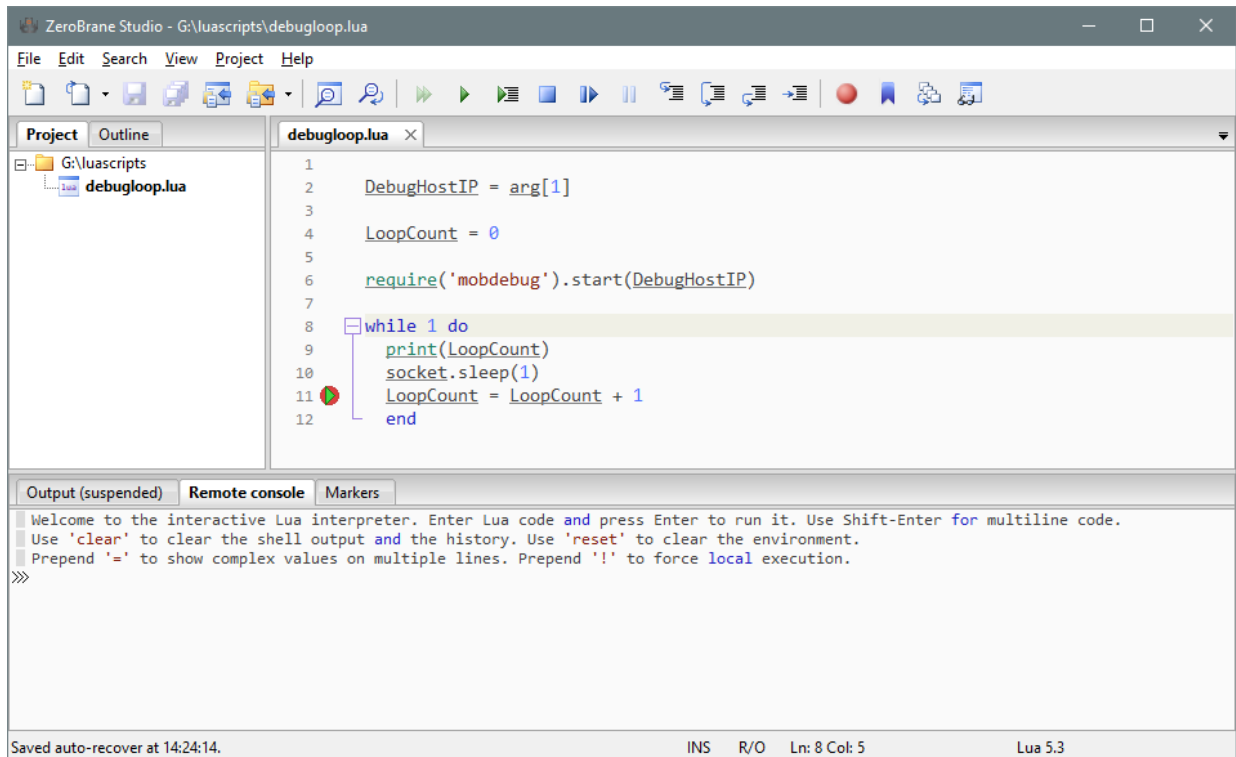 ZeroBrane Studio - G:\luascripts\debugloop.lua
File Edit Search View Project Help
Project Outline
G:\luascripts
lua debugloop.lua
debugloop.lua
1
2 DebugHostIP = arg[1]
3
4 LoopCount = 0
5
6 require('mobdebug').start(DebugHostIP)
7
8 while 1 do
9 print(LoopCount)
10 socket.sleep(1)
11 LoopCount = LoopCount + 1
12 end
Output (suspended) Remote console Markers
Welcome to the interactive Lua interpreter. Enter Lua code and press Enter to run it. Use Shift-Enter for multiline code.
Use 'clear' to clear the shell output and the history. Use 'reset' to clear the environment.
Prepend '=' to show complex values on multiple lines. Prepend '!' to force local execution.
>>>
Saved auto-recover at 14:24:14. INS R/O Ln: 8 Col: 5 Lua 5.3